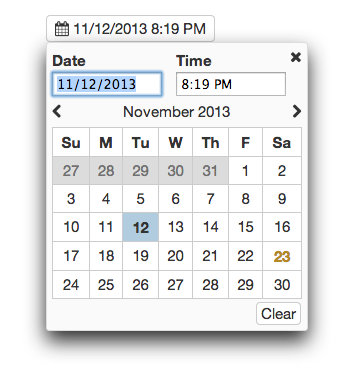 11/12/2013 8:19 PM
Date Time
11/12/2013 8:19 PM
November 2013
Su M Tu W Th F Sa
27 28 29 30 31 1 2
3 4 5 6 7 8 9
10 11 12 13 14 15 16
17 18 19 20 21 22 23
24 25 26 27 28 29 30
Clear